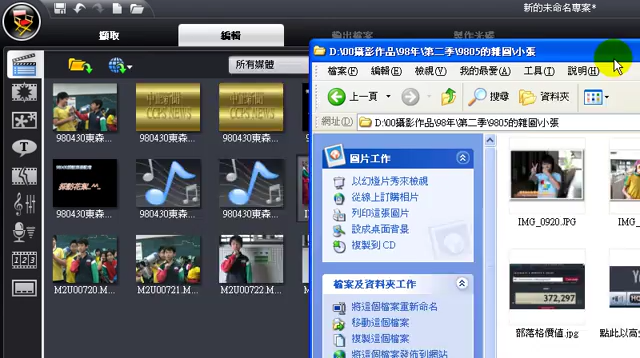 新的未命名專案*
擷取
編輯
輸出檔案
製作光碟
所有媒體
980430東森...
980430東森...
980430東森...
980430東森...
980430東森...
980430東森...
M2U00720.M...
M2U00721.M...
M2U00722.M...
D:\00攝影作品\98年\第二季\9805的雜圖\小張
檔案(F)
編輯(E)
檢視(V)
我的最愛(A)
工具(T)
說明(H)
上一頁
搜尋
資料夾
網址(D)
D:\00攝影作品\98年\第二季\9805的雜圖\小張
圖片工作
以幻燈片秀來檢視
從線上訂購相片
列印這張圖片
設成桌面背景
複製到 CD
檔案及資料夾工作
將這個檔案重新命名
移動這個檔案
複製這個檔案
將這個檔案發佈到網站
IMG_0920.JPG
372,297
部落格價值.jpg
點此以高